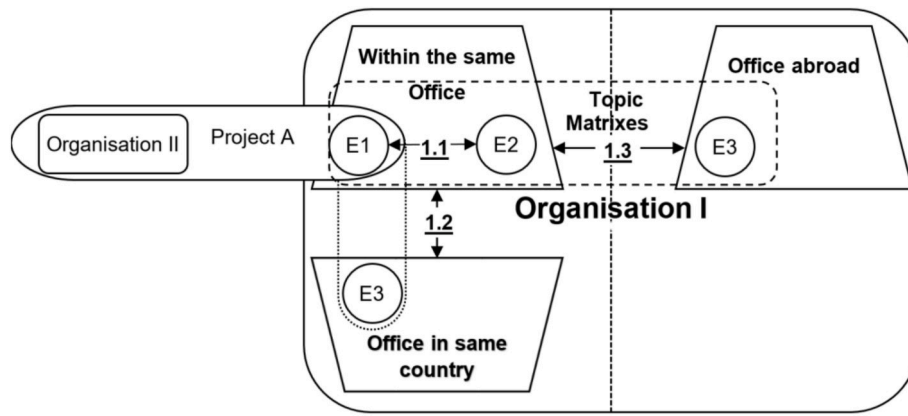 Within the same
Office
Office abroad
Topic
Matrixes
Organisation II
Project A
E1
1.1
E2
1.3
E3
Organisation I
1.2
E3
Office in same
country